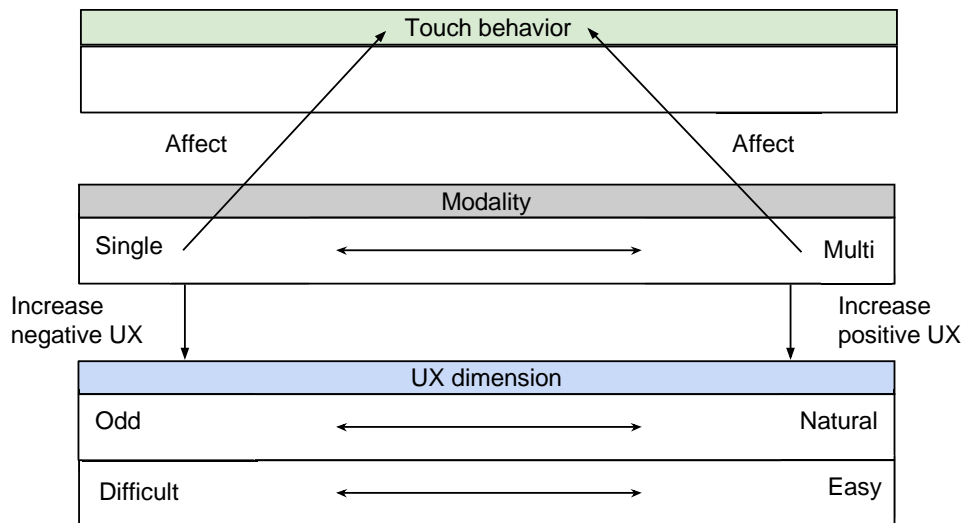 Touch behavior
Affect
Affect
Modality
Single
Multi
Increase
negative UX
Increase
positive UX
UX dimension
Odd
Natural
Difficult
Easy